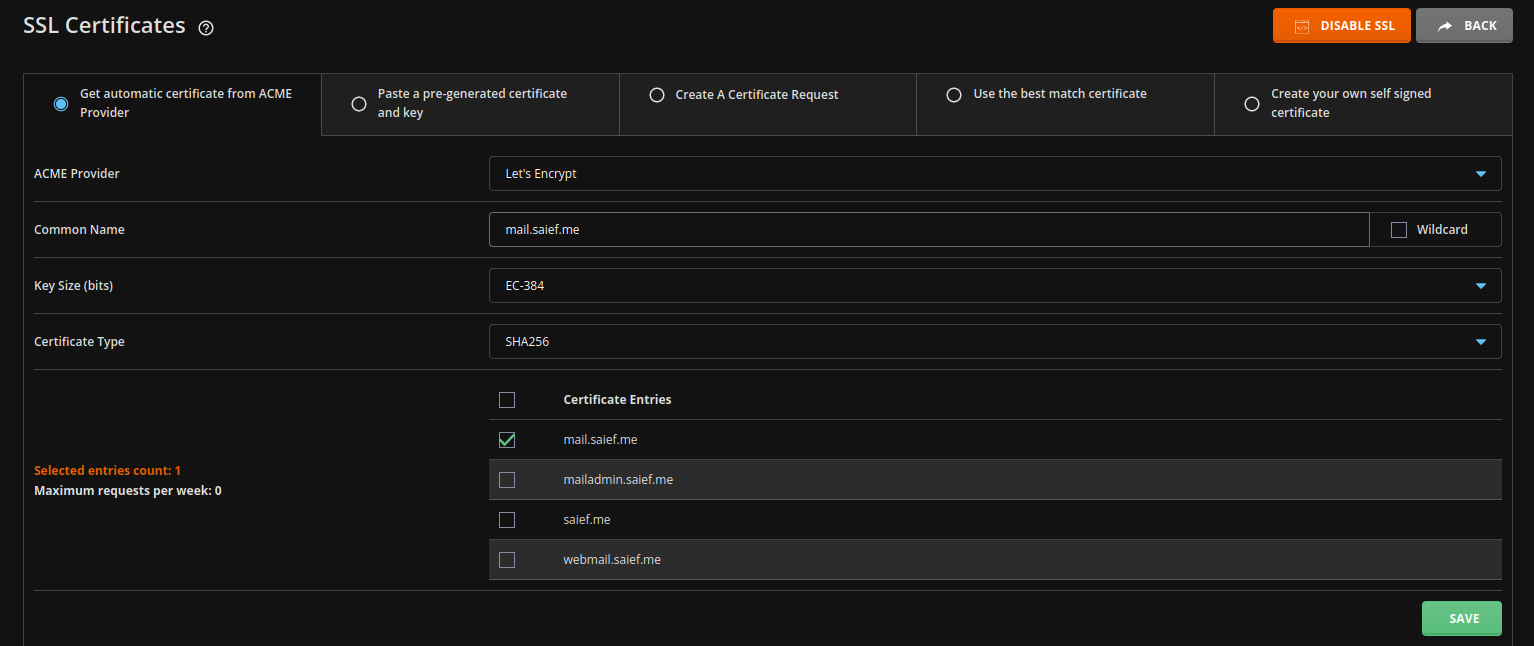 SSL Certificates
DISABLE SSL
BACK
Get automatic certificate from ACME
Provider
Paste a pre-generated certificate
and key
Create A Certificate Request
Use the best match certificate
Create your own self signed
certificate
ACME Provider
Let's Encrypt
Common Name
mail.saief.me
Wildcard
Key Size (bits)
EC-384
Certificate Type
SHA256
Certificate Entries
mail.saief.me
Selected entries count: 1
Maximum requests per week: 0
mailadmin.saief.me
saief.me
webmail.saief.me
SAVE